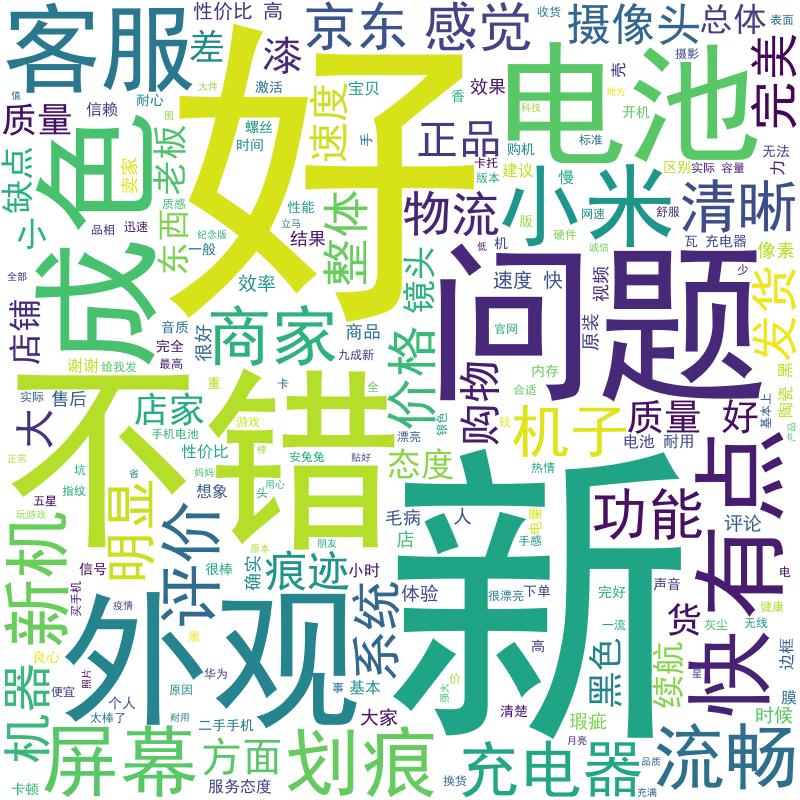 客服
性价比 高
京东
感觉
摄像头
总体
表面
收货
差
漆
好
电池
完美
摄影
壳
效果
质量
信赖
耐心
激活
宝贝
大件
值
香
科技
地方
开机
图
螺丝
时间
手
速度
正品
购机
标准
无法
力
缺点
成色
卖家
老板
卡托
版本
建议
慢
区别
实际
容量
小
东西
质感
性能
整体
物流
小米
清晰
品相
迅速
纪念版
立马
版
网速
舒服
一般
结果
低
机
硬件
诚信
瓦
充电器
像素
全部
效率
镜头
速度 快
视频
问题
少
发货
店铺
音质
很好
商家
商品
价格
官网
原装
完全
九成新
谢谢
给我发
最高
购物
内存
合适
黑
陶瓷
不错
实际
售后
重
卡
全
银色
大
店家
钱
机子
质量 好
基本上
产品
手机电池
游戏
漂亮
电池 耐用
正宗
坑
性价比
棒
安兔兔
贴好
态度
热情
新
有点
指纹
省
妈妈
想象
头
用心
五星
玩游戏
明显
评价
毛病
人
电量
功能
评论
新机
原本
朋友
店
手感
信号
很棒
确实
痕迹
小时
系统
体验
很漂亮
下单
完好
声音
电
买手机
疫情
外观
货
快
健康
黑
一流
灰尘
无线
良心
高
黑色
续航
边框
机器
照片
华为
事
基本
价
强大
星
便宜
个人
原因
膜
太棒了
耐用
二手手机
大家
清楚
瑕疵
时候
屏幕
方面
划痕
月亮
充电器
流畅
品质
卡顿
服务态度
换货
充满